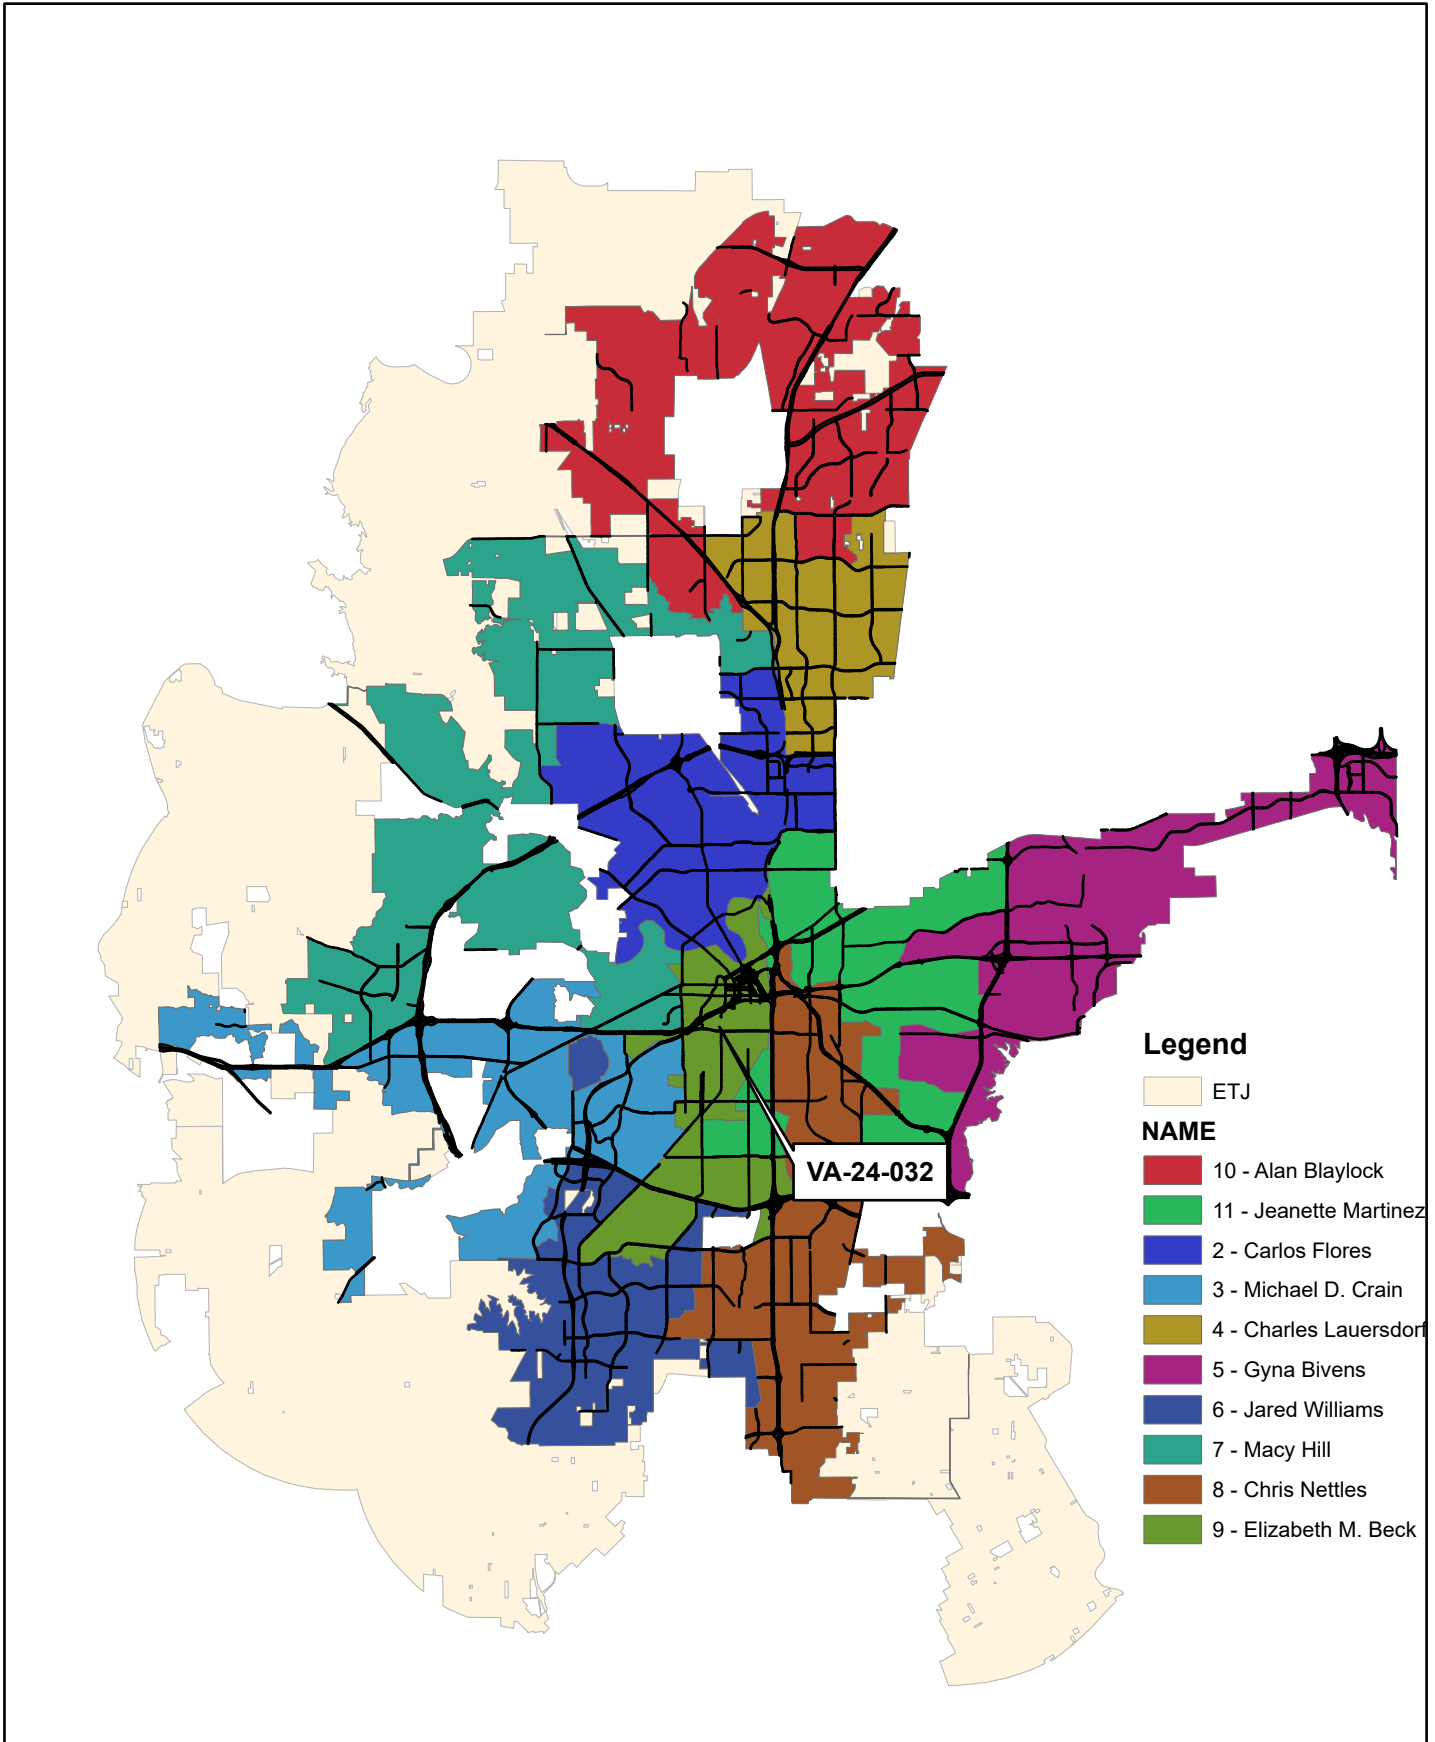 VA-24-032
Legend
ETJ
NAME
10 - Alan Blaylock
11 - Jeanette Martinez
2 - Carlos Flores
3 - Michael D. Crain
4 - Charles Lauersdorf
5 - Gyna Bivens
6 - Jared Williams
7 - Macy Hill
8 - Chris Nettles
9 - Elizabeth M. Beck